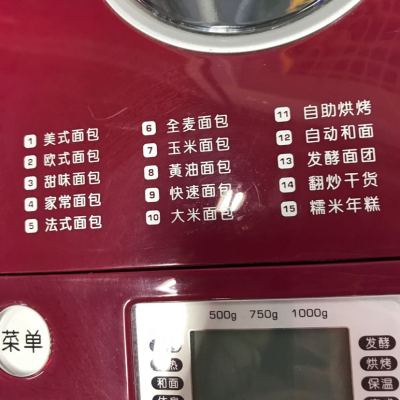 1 美式面包
2 欧式面包
3 甜味面包
4 家常面包
5 法式面包
6 全麦面包
7 玉米面包
8 黄油面包
9 快速面包
10 大米面包
11 自助烘烤
12 自动和面
13 发酵面团
14 翻炒干货
15 糯米年糕
菜单
500g 750g 1000g
热
和面
发酵
烘烤
保温